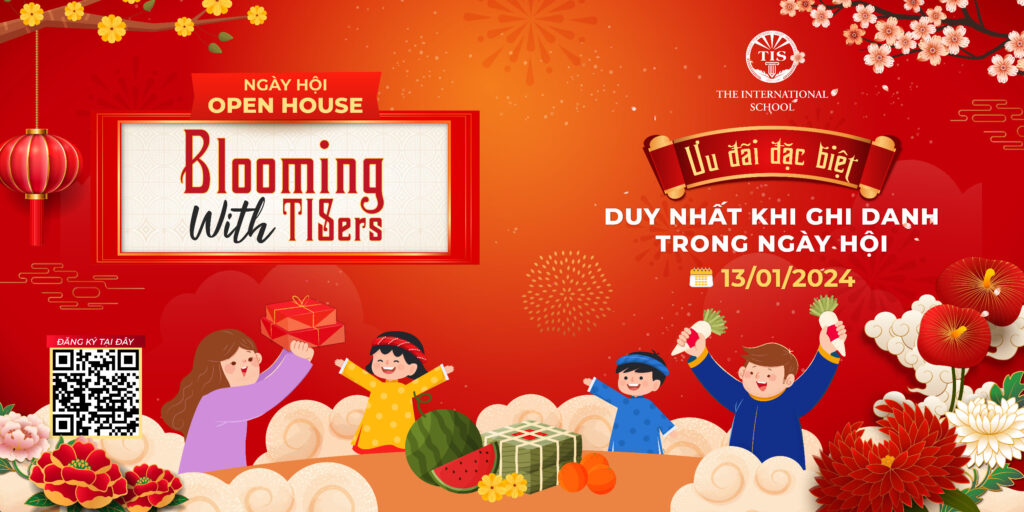 NGÀY HỘI
OPEN HOUSE
Blooming
With TISers
ĐĂNG KÝ TẠI ĐÂY
TIS
THE INTERNATIONAL
SCHOOL
Ưu đãi đặc biệt
DUY NHẤT KHI GHI DANH
TRONG NGÀY HỘI
13/01/2024